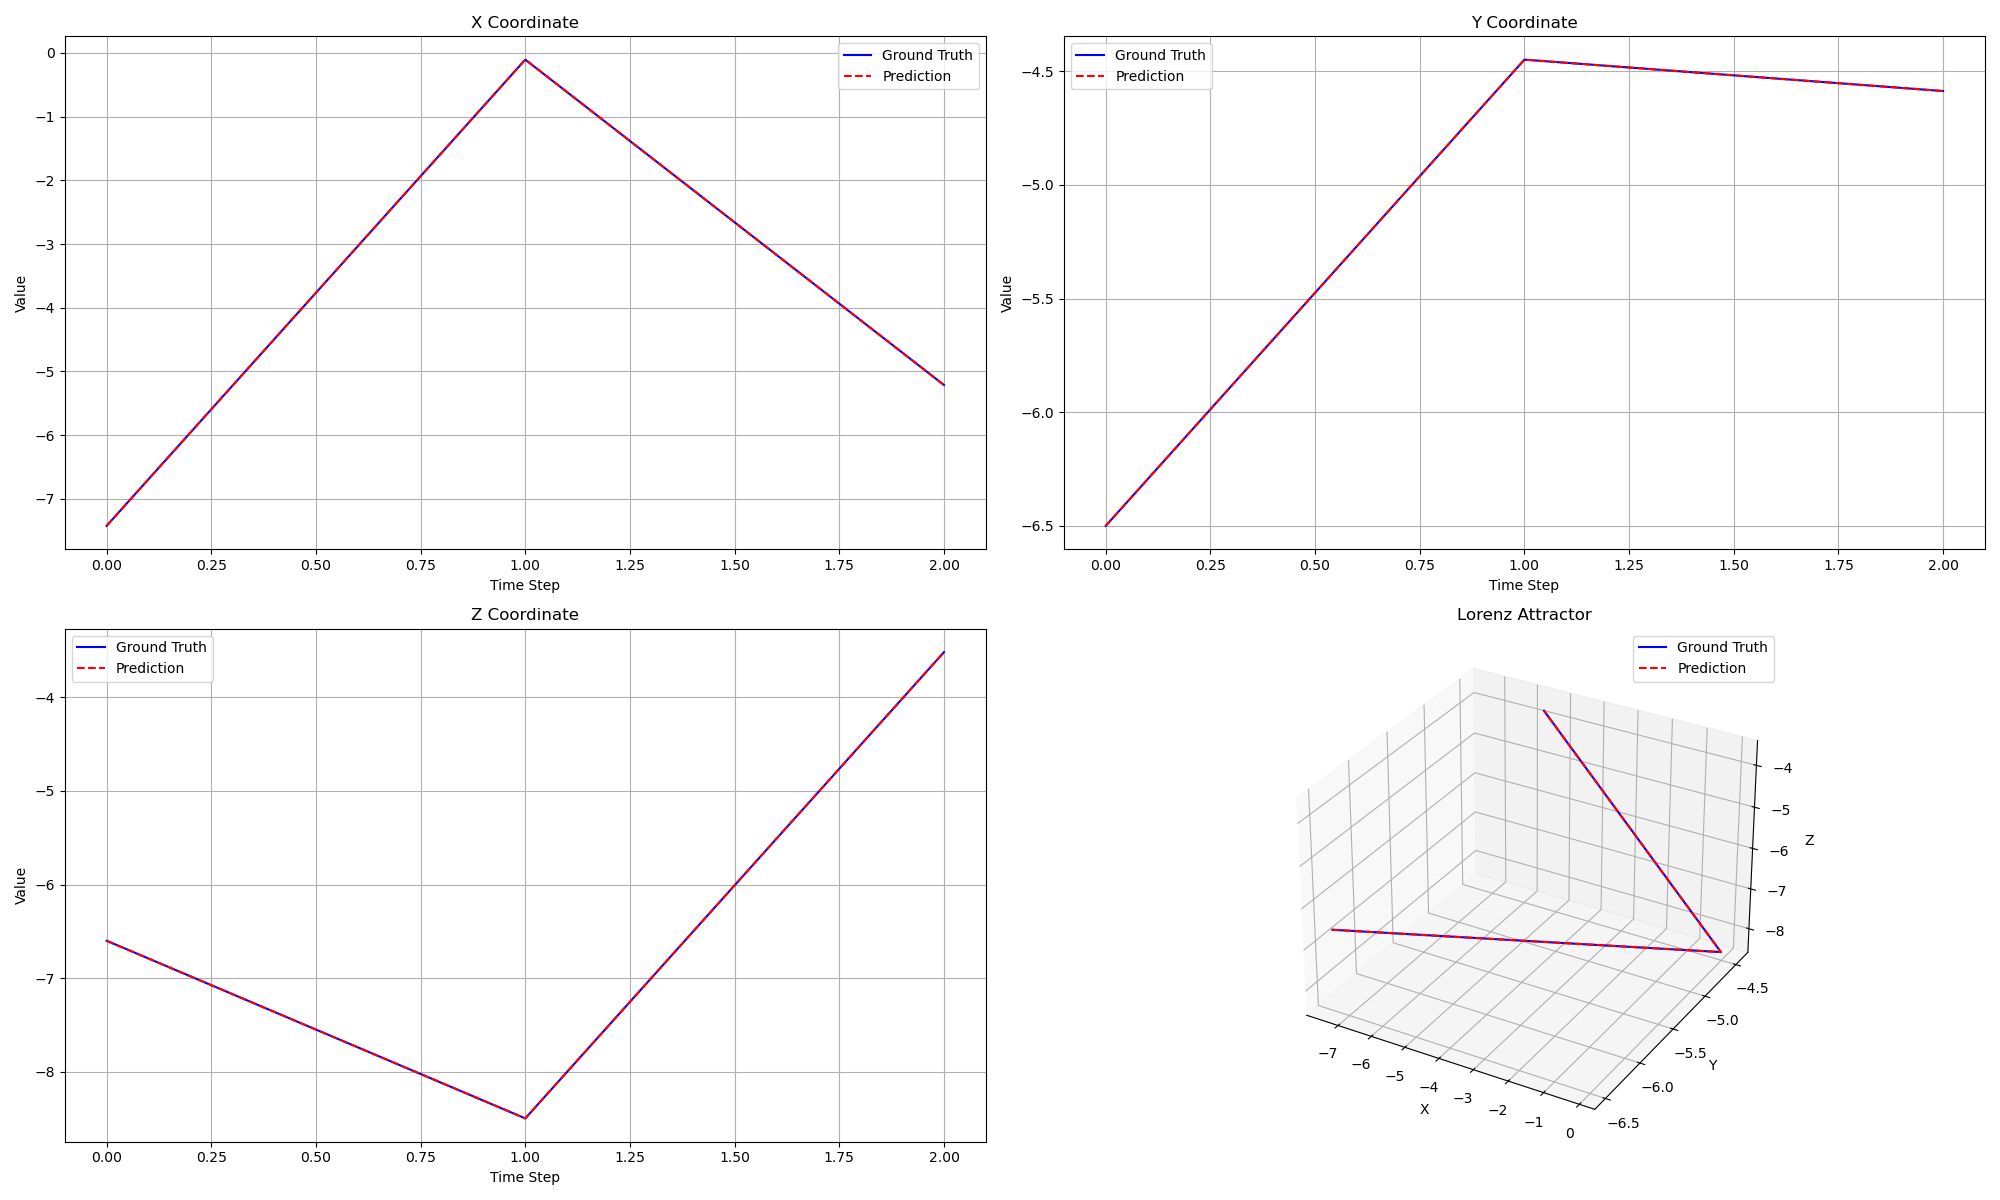 X Coordinate
Ground Truth
Prediction
0
−1
−2
−3
−4
−5
−6
−7
Value
0.00 0.25 0.50 0.75 1.00 1.25 1.50 1.75 2.00
Time Step
Y Coordinate
Ground Truth
Prediction
−4.5
−5.0
−5.5
−6.0
−6.5
Value
0.00 0.25 0.50 0.75 1.00 1.25 1.50 1.75 2.00
Time Step
Z Coordinate
Ground Truth
Prediction
−4
−5
−6
−7
−8
Value
0.00 0.25 0.50 0.75 1.00 1.25 1.50 1.75 2.00
Time Step
Lorenz Attractor
Ground Truth
Prediction
−4
−5
−6
−7
−8
Z
−4.5
−5.0
−5.5
−6.0
−6.5
Y
−7 −6 −5 −4 −3 −2 −1 0
X